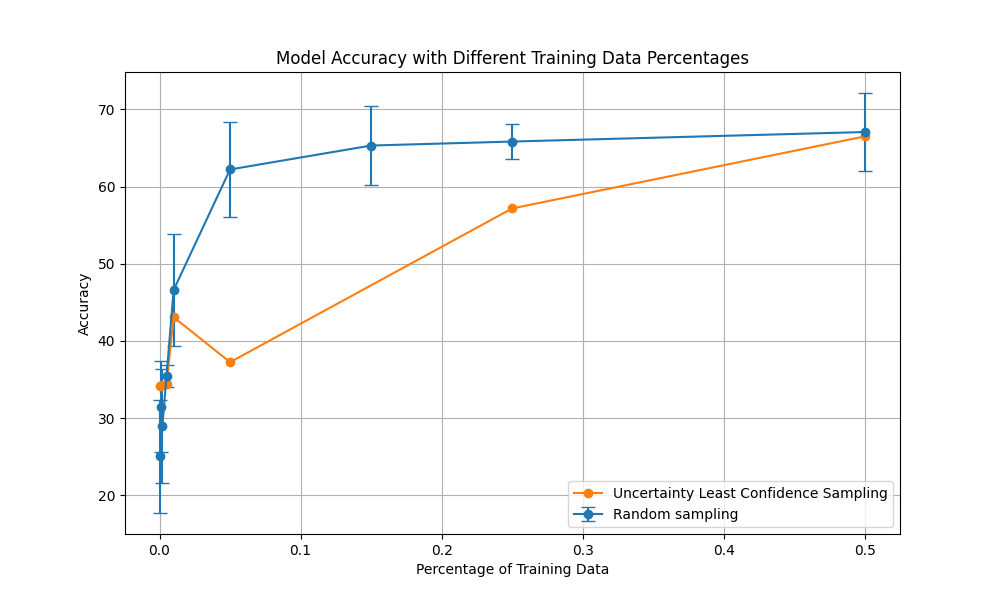 Model Accuracy with Different Training Data Percentages
70
60
50
40
30
20
Accuracy
0.0
0.1
0.2
0.3
0.4
0.5
Percentage of Training Data
Uncertainty Least Confidence Sampling
Random sampling